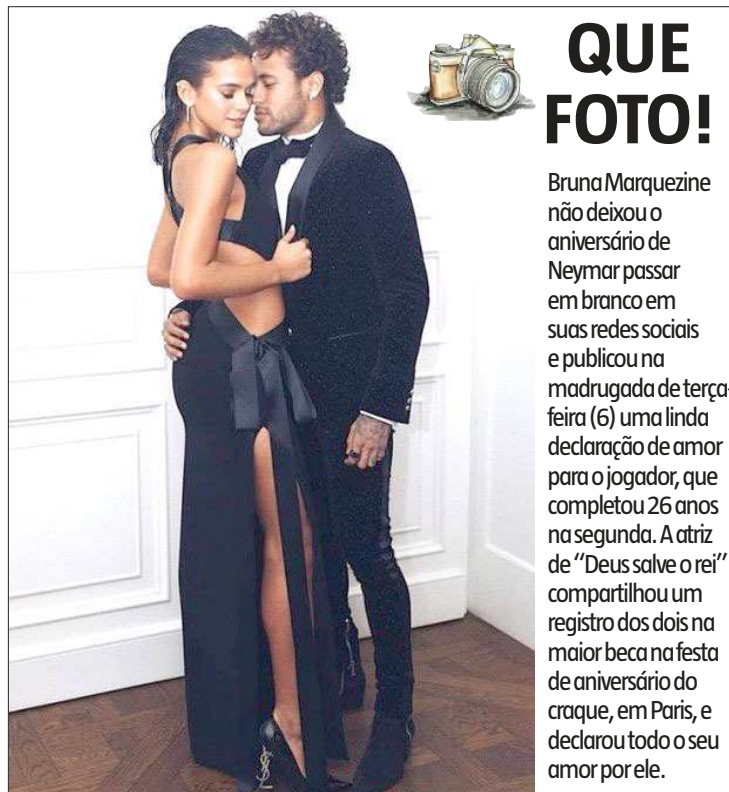 QUE
FOTO!
Bruna Marquezine
não deixou o
aniversário de
Neymar passar
em branco em
suas redes sociais
e publicou na
madrugada de terça-
feira (6) uma linda
declaração de amor
para o jogador, que
completou 26 anos
na segunda. A atriz
de “Deus salve o rei”
compartilhou um
registro dos dois na
maior beca na festa
de aniversário do
craque, em Paris, e
declarou todo o seu
amor por ele.